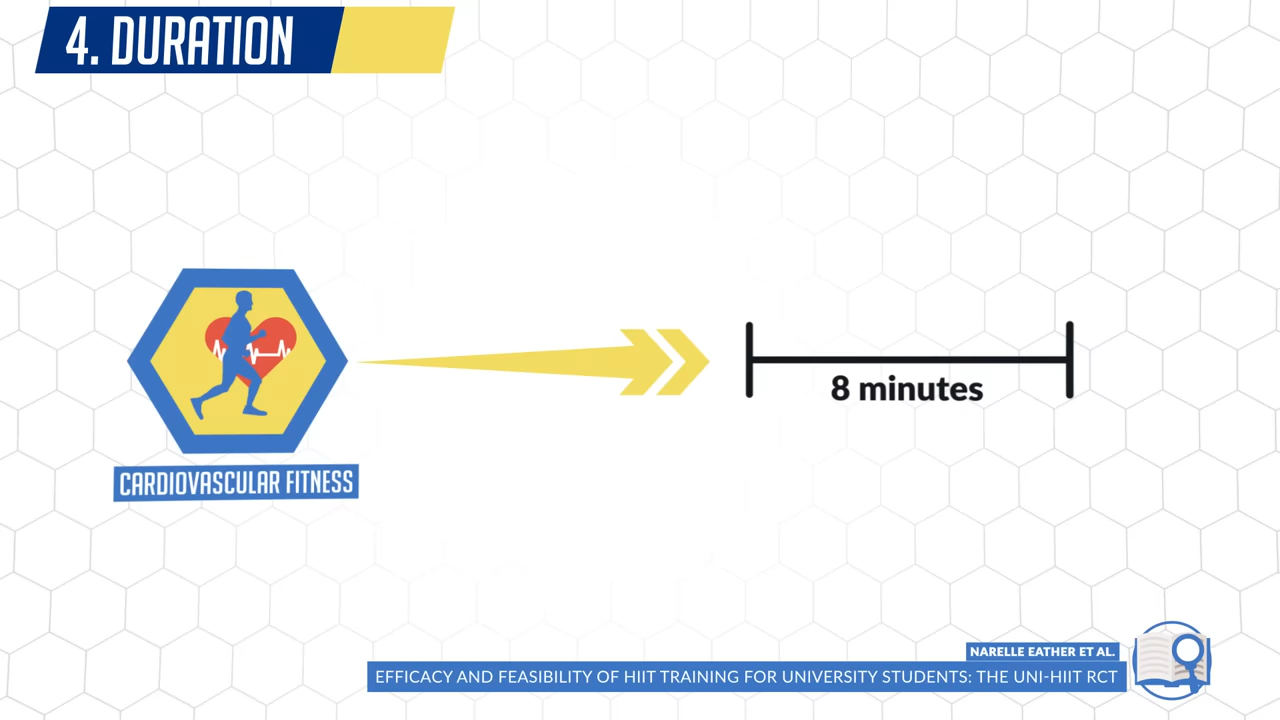 4. DURATION
8 minutes
CARDIOVASCULAR FITNESS
NARELLE EATHER ET AL.
EFFICACY AND FEASIBILITY OF HIIT TRAINING FOR UNIVERSITY STUDENTS: THE UNI-HIIT RCT